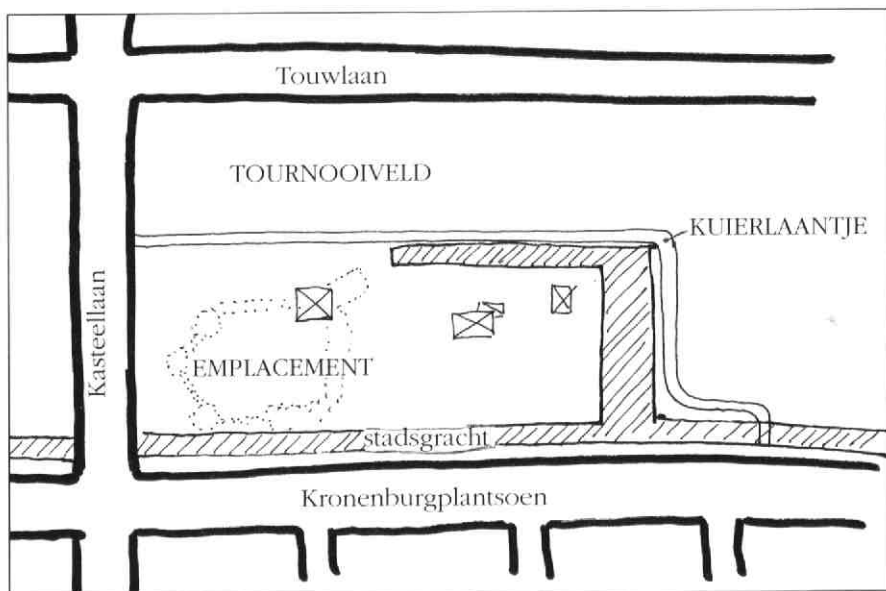 Touwlaan
TOURNOOIVELD
KUIERLAANTJE
Kasteellaan
EMPLACEMENT
stadsgracht
Kronenburgplantsoen